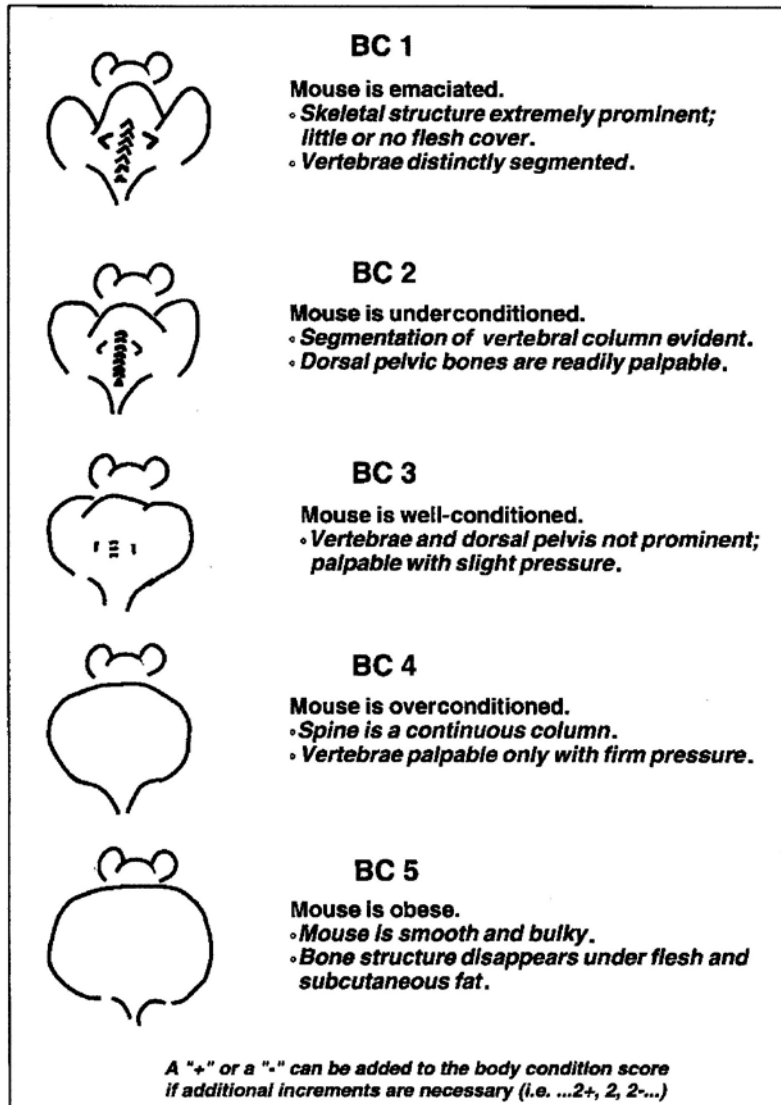 BC 1
Mouse is emaciated.
◦ Skeletal structure extremely prominent;
little or no flesh cover.
◦ Vertebrae distinctly segmented.
BC 2
Mouse is underconditioned.
◦ Segmentation of vertebral column evident.
◦ Dorsal pelvic bones are readily palpable.
BC 3
Mouse is well-conditioned.
◦ Vertebrae and dorsal pelvis not prominent;
palpable with slight pressure.
BC 4
Mouse is overconditioned.
◦ Spine is a continuous column.
◦ Vertebrae palpable only with firm pressure.
BC 5
Mouse is obese.
◦ Mouse is smooth and bulky.
◦ Bone structure disappears under flesh and
subcutaneous fat.
A "+" or a "-" can be added to the body condition score
if additional increments are necessary (i.e. ...2+, 2, 2-...)